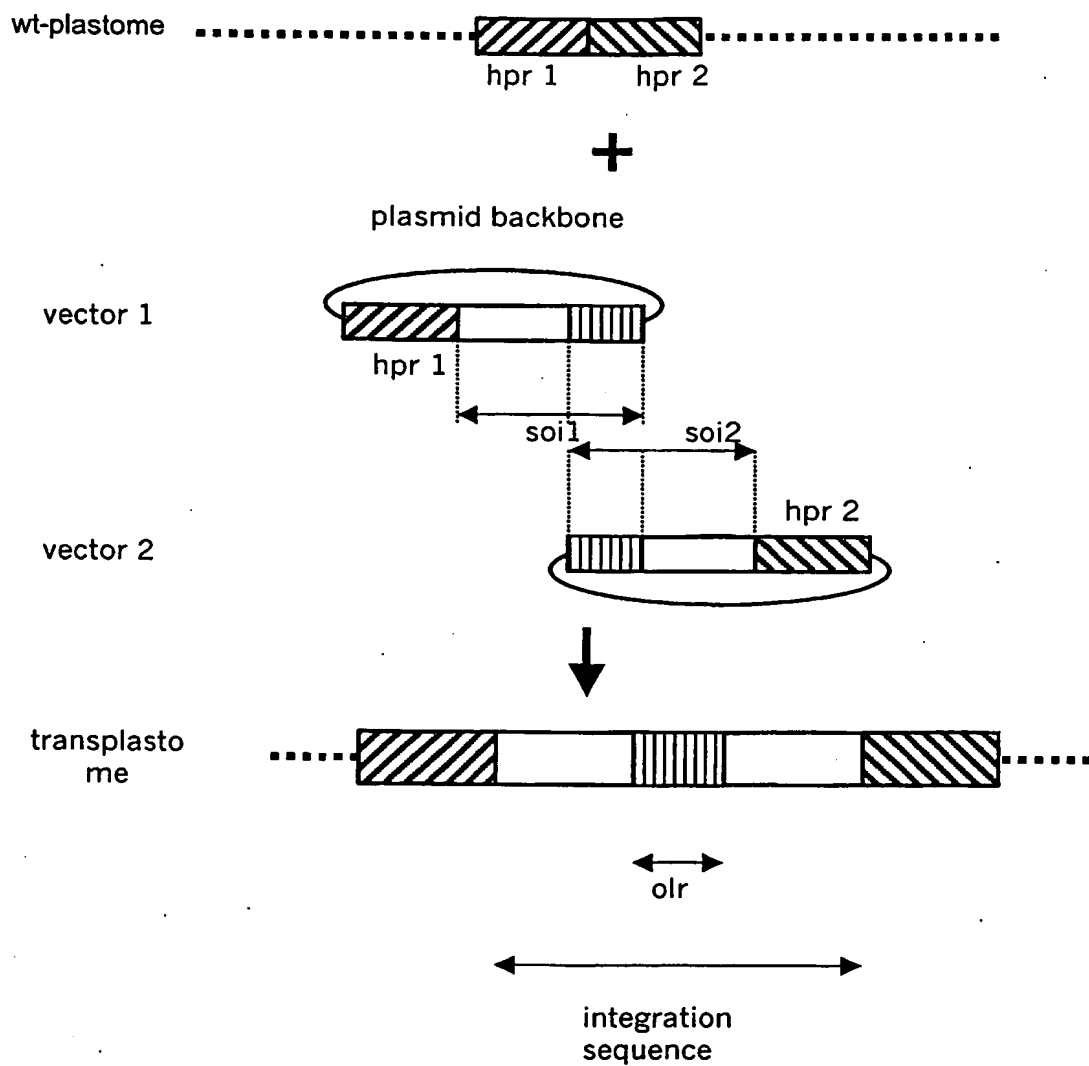 wt-plastome
hpr 1
hpr 2
+
plasmid backbone
vector 1
hpr 1
soi1
soi2
hpr 2
vector 2
transplasto
me
olr
integration
sequence